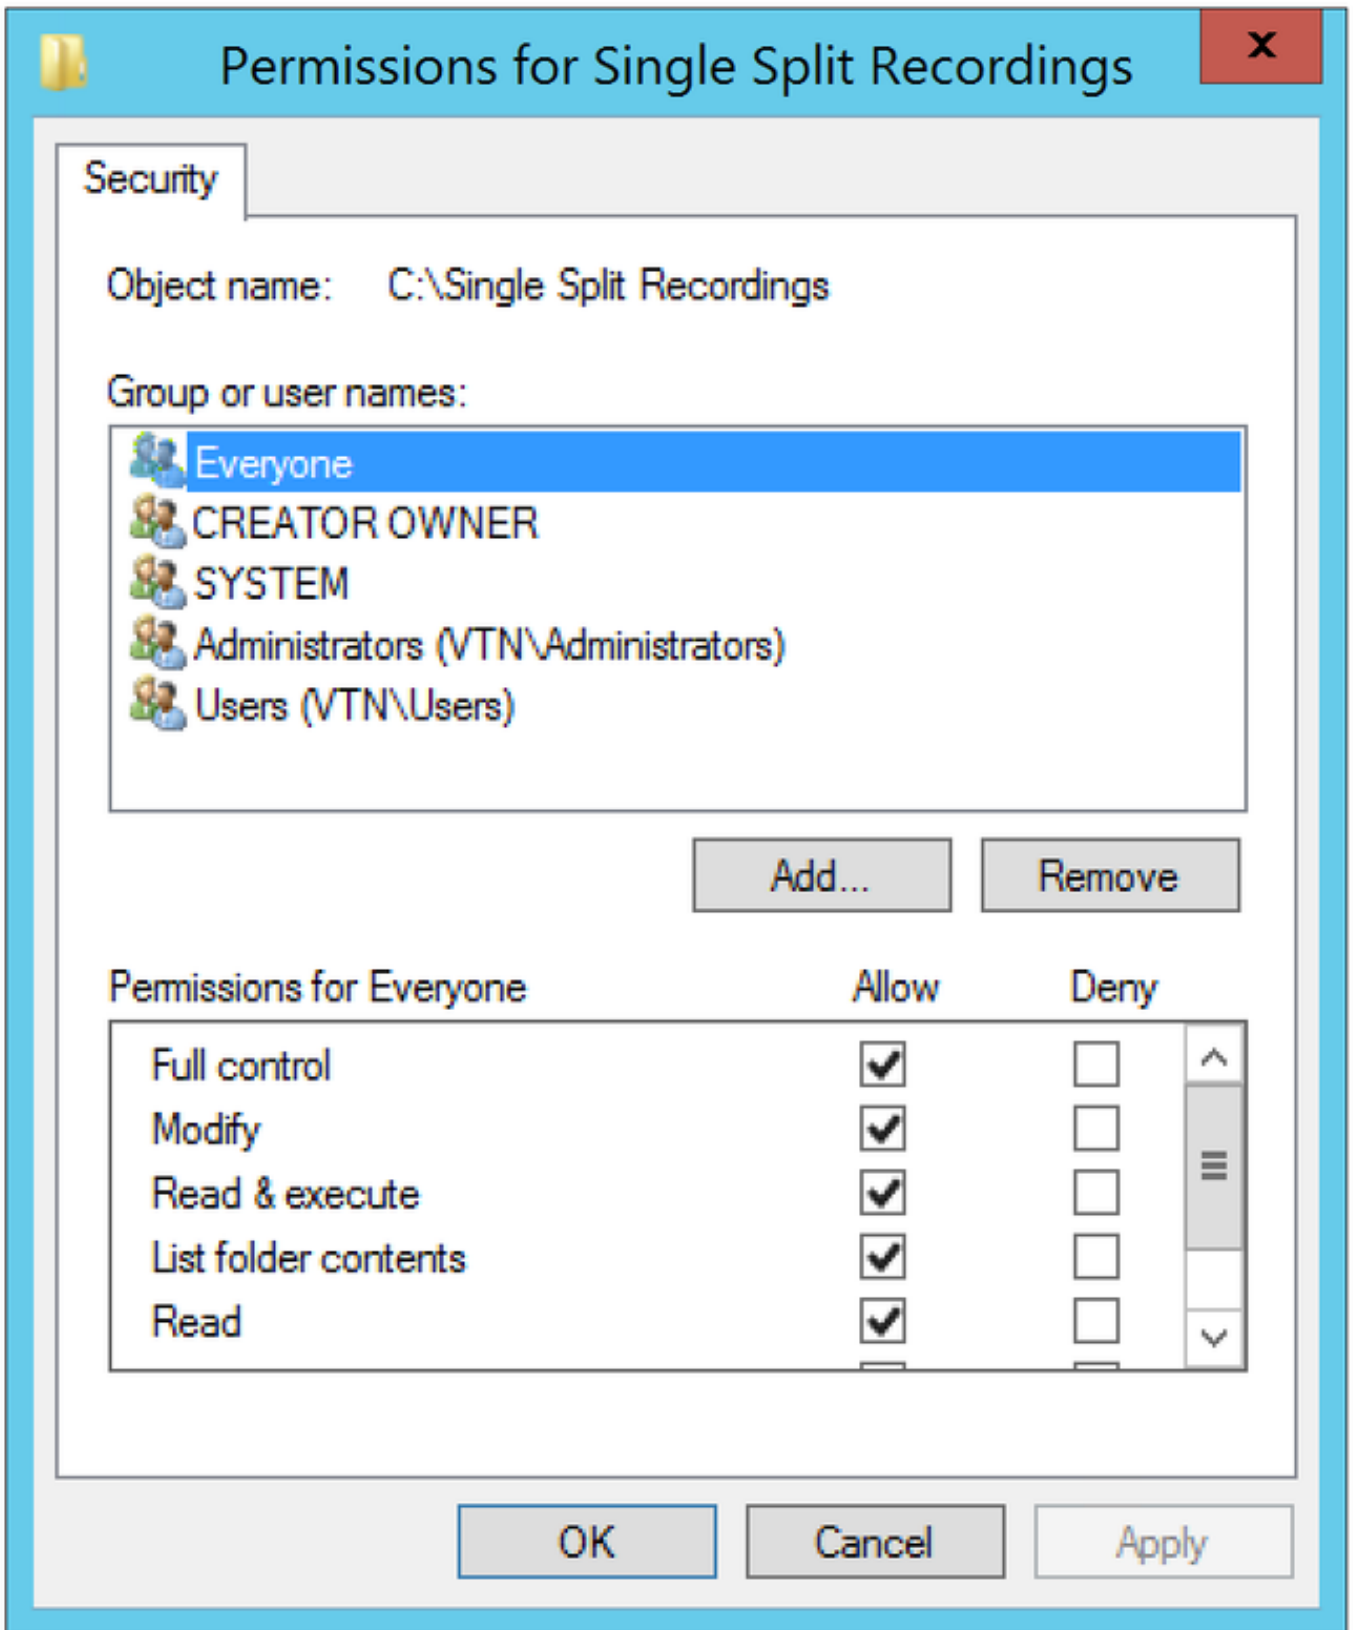 Permissions for Single Split Recordings
x
Security
Object name: C:\Single Split Recordings
Group or user names:
Everyone
CREATOR OWNER
SYSTEM
Administrators (VTN\Administrators)
Users (VTN\Users)
Add... Remove
Permissions for Everyone Allow Deny
Full control
Modify
Read & execute
List folder contents
Read
OK Cancel Apply